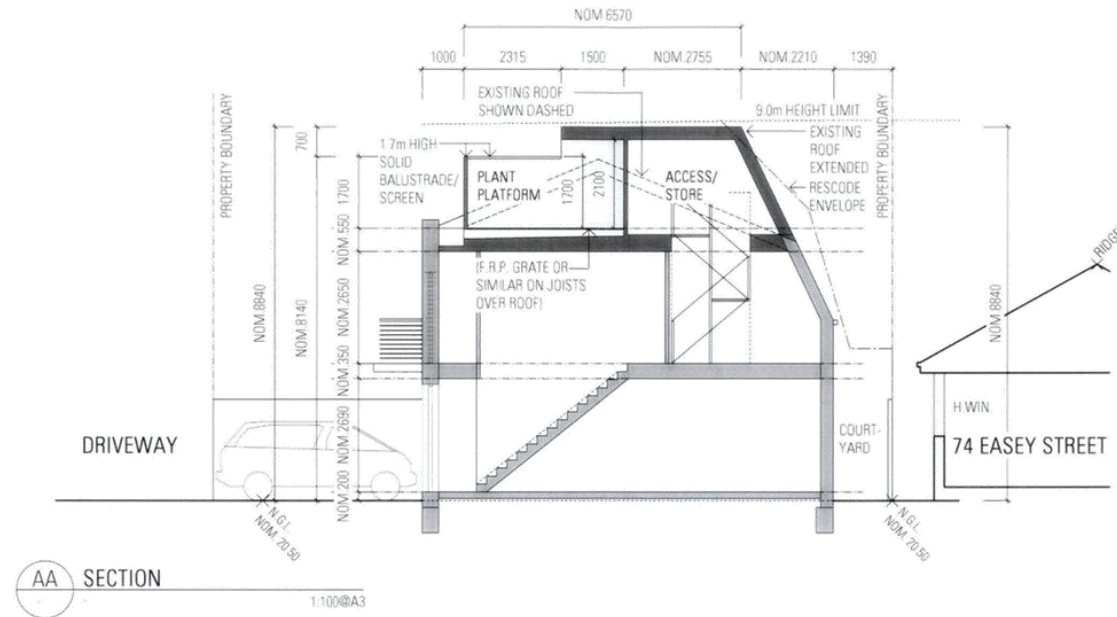 NOM.6570
1000
2315
1500
NOM.2755
NOM.2210
1390
PROPERTY BOUNDARY
EXISTING ROOF
SHOWN DASHED
9.0m HEIGHT LIMIT
EXISTING
ROOF
EXTENDED
RESCODE
ENVELOPE
PROPERTY BOUNDARY
1.7m HIGH
SOLID
BALUSTRADE/
SCREEN
PLANT
PLATFORM
1700
2100
ACCESS/
STORE
700
1700
NOM.550
NOM.8840
NOM.8140
NOM.2650
NOM.350
NOM.2690
NOM.200
(F.R.P. GRATE OR
SIMILAR ON JOISTS
OVER ROOF)
NOM.8840
RIDGE
DRIVEWAY
COURT-
YARD
H.WIN.
74 EASEY STREET
N.G.L.
NOM. 20.50
N.G.L.
NOM. 20.50
AA SECTION
1:100@A3